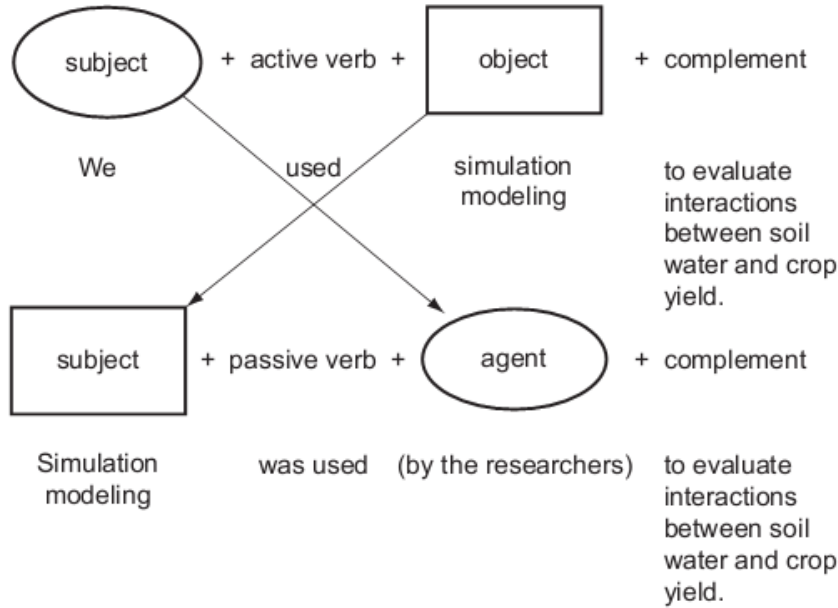 subject + active verb + object + complement
We used simulation modeling to evaluate interactions between soil water and crop yield.
subject + passive verb + agent + complement
Simulation modeling was used (by the researchers) to evaluate interactions between soil water and crop yield.